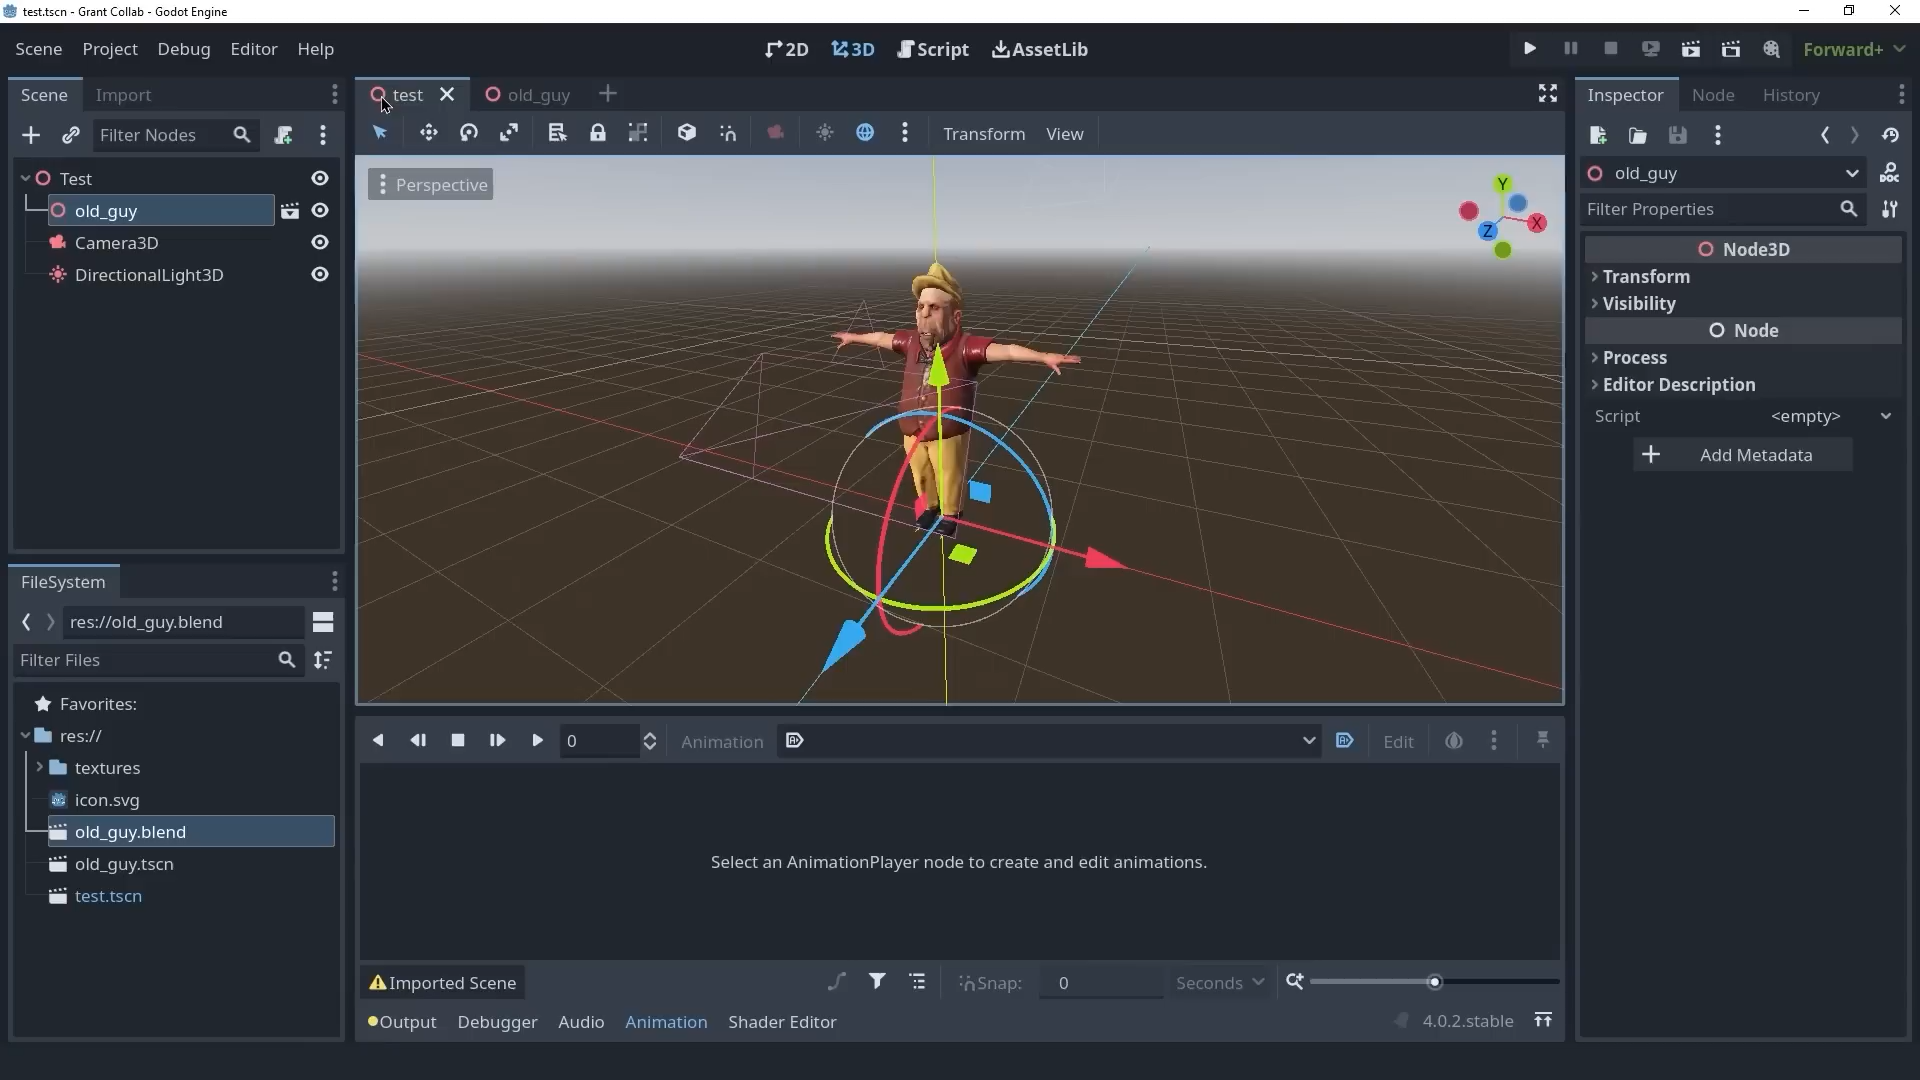 test.tscn - Grant Collab - Godot Engine
Scene Project Debug Editor Help
2D 3D Script AssetLib
Forward+
Scene Import
Filter Nodes
Test
old_guy
Camera3D
DirectionalLight3D
FileSystem
res://old_guy.blend
Filter Files
Favorites:
res://
textures
icon.svg
old_guy.blend
old_guy.tscn
test.tscn
test old_guy
Transform View
Perspective
Y
X
Z
0 Animation Edit
Select an AnimationPlayer node to create and edit animations.
Imported Scene Snap: 0 Seconds
Output Debugger Audio Animation Shader Editor 4.0.2.stable
Inspector Node History
old_guy
DOC
Filter Properties
Node3D
Transform
Visibility
Node
Process
Editor Description
Script <empty>
Add Metadata